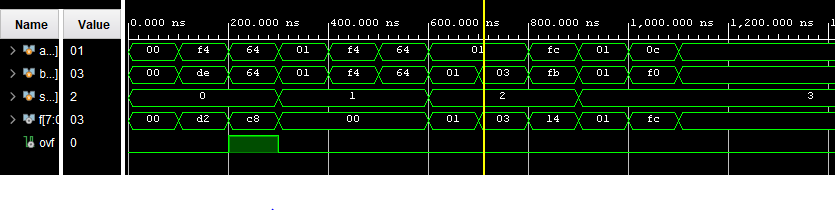 Name Value 0.000 ns 200.000 ns 400.000 ns 600.000 ns 800.000 ns 1,000.000 ns 1,200.000 ns
a...] 01 00 f4 64 01 f4 64 01 fc 01 0c
b...] 03 00 de 64 01 f4 64 01 03 fb 01 f0
s...] 2 0 1 2 3
f[7:0 03 00 d2 c8 00 01 03 14 01 fc
ovf 0